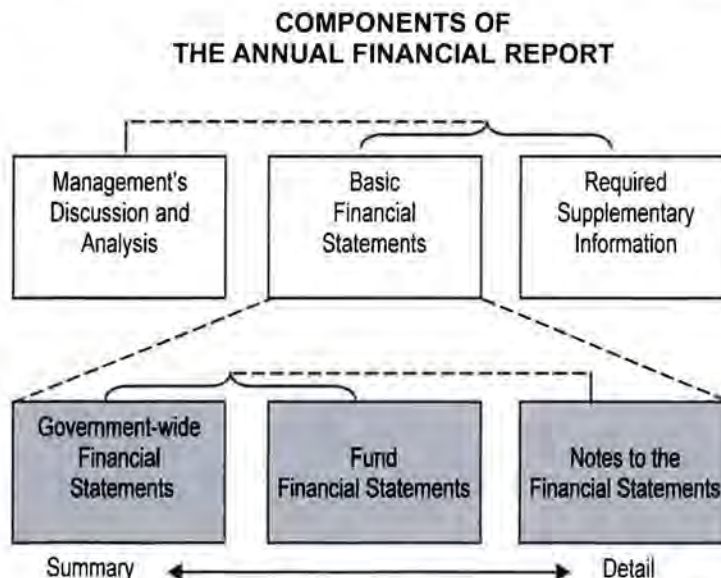 COMPONENTS OF
THE ANNUAL FINANCIAL REPORT
Management's
Discussion and
Analysis
Basic
Financial
Statements
Required
Supplementary
Information
Government-wide
Financial
Statements
Fund
Financial Statements
Notes to the
Financial Statements
Summary
Detail